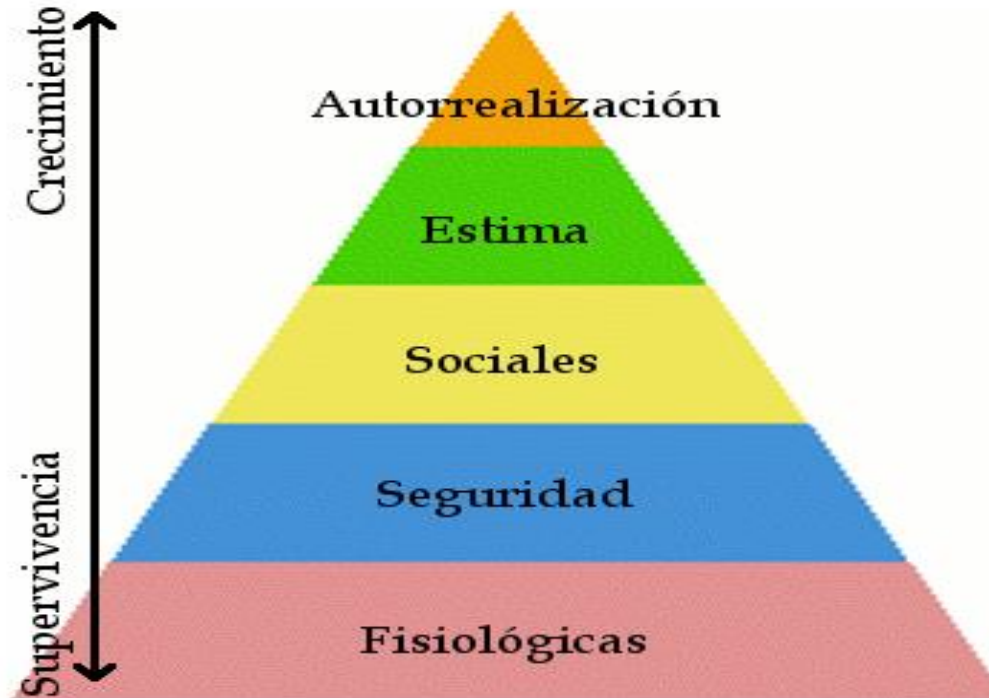 Crecimiento
Supervivencia
Autorrealización
Estima
Sociales
Seguridad
Fisiológicas